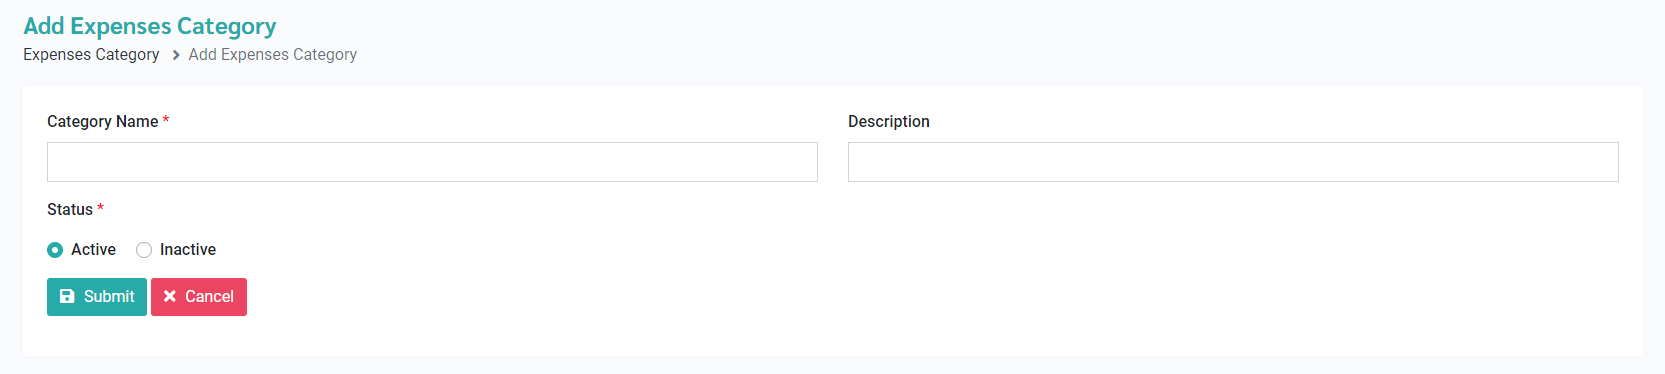 Add Expenses Category
Expenses Category > Add Expenses Category
Category Name *
Description
Status *
Active Inactive
Submit Cancel